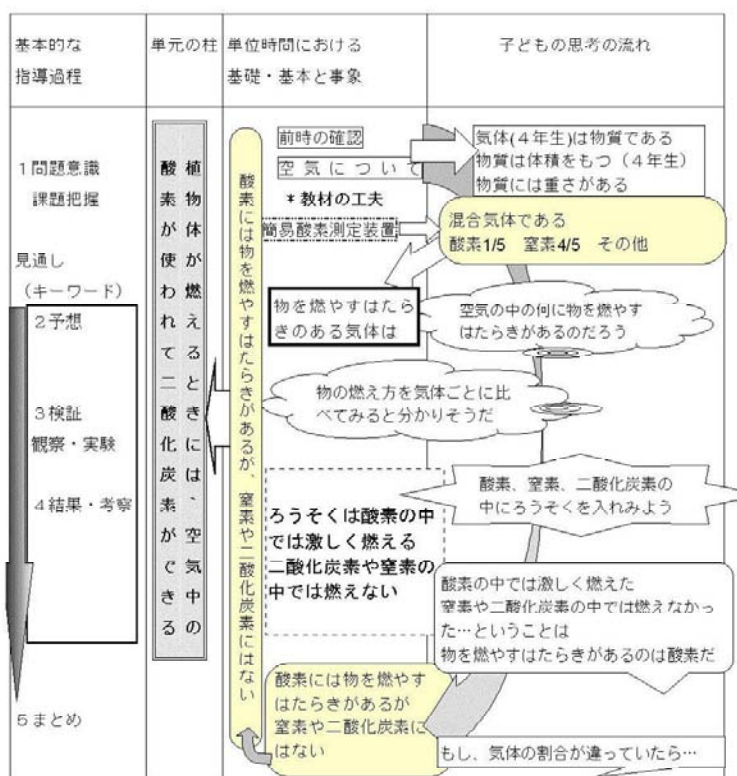 基本的な
指導過程
単元の柱
単位時間における
基礎・基本と事象
子どもの思考の流れ
1問題意識
課題把握
見通し
(キーワード)
2予想
3検証
観察・実験
4結果・考察
5まとめ
植物体が燃えるときには、空気中の
酸素が使われて二酸化炭素ができる
酸素には物を燃やすはたらきがあるが、窒素や二酸化炭素にはない
前時の確認
空気について
*教材の工夫
簡易酸素測定装置
物を燃やすはたら
きのある気体は
気体(4年生)は物質である
物質は体積をもつ(4年生)
物質には重さがある
混合気体である
酸素1/5 窒素4/5 その他
空気の中の何に物を燃やす
はたらきがあるのだろう
物の燃え方を気体ごとに比
べてみると分かりそうだ
酸素、窒素、二酸化炭素の
中にろうそくを入れみよう
ろうそくは酸素の中
では激しく燃える
二酸化炭素や窒素の
中では燃えない
酸素の中では激しく燃えた
窒素や二酸化炭素の中では燃えなかっ
た…ということは
物を燃やすはたらきがあるのは酸素だ
酸素には物を燃やす
はたらきがあるが
窒素や二酸化炭素に
はない
もし、気体の割合が違っていたら…